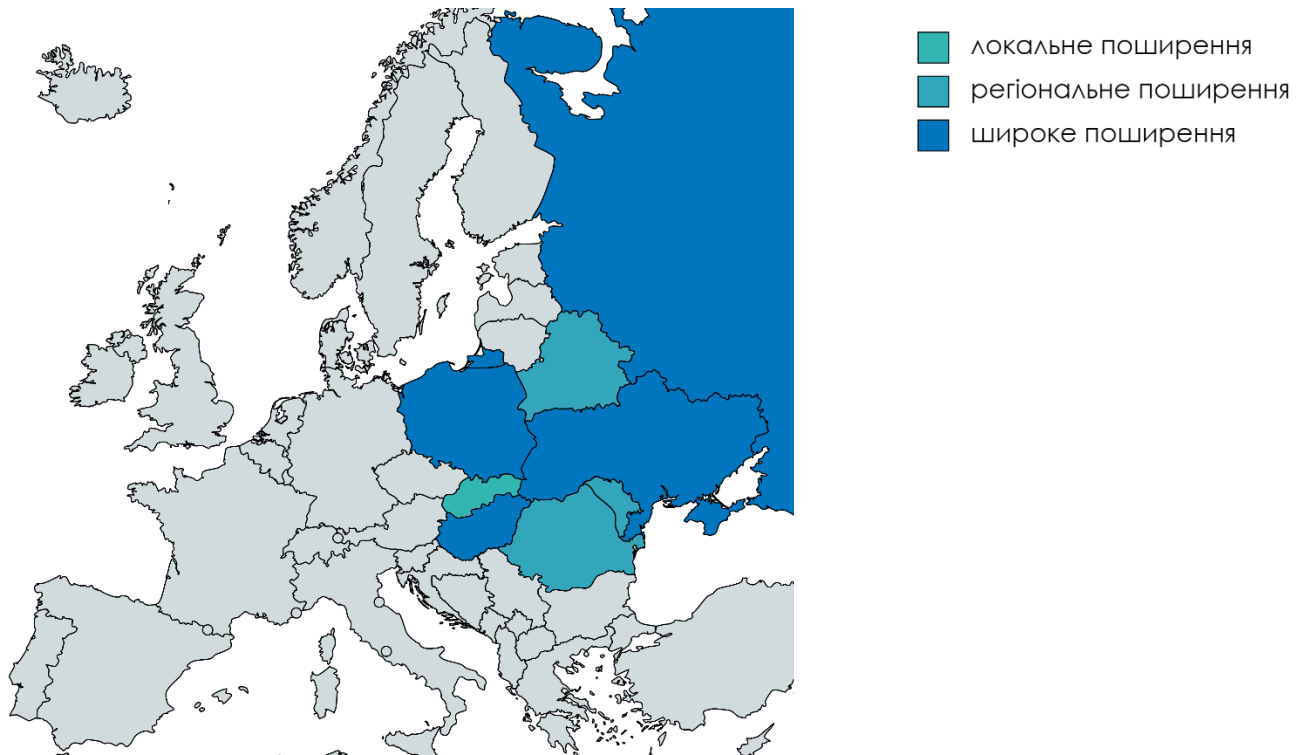 локальне поширення
регіональне поширення
широке поширення